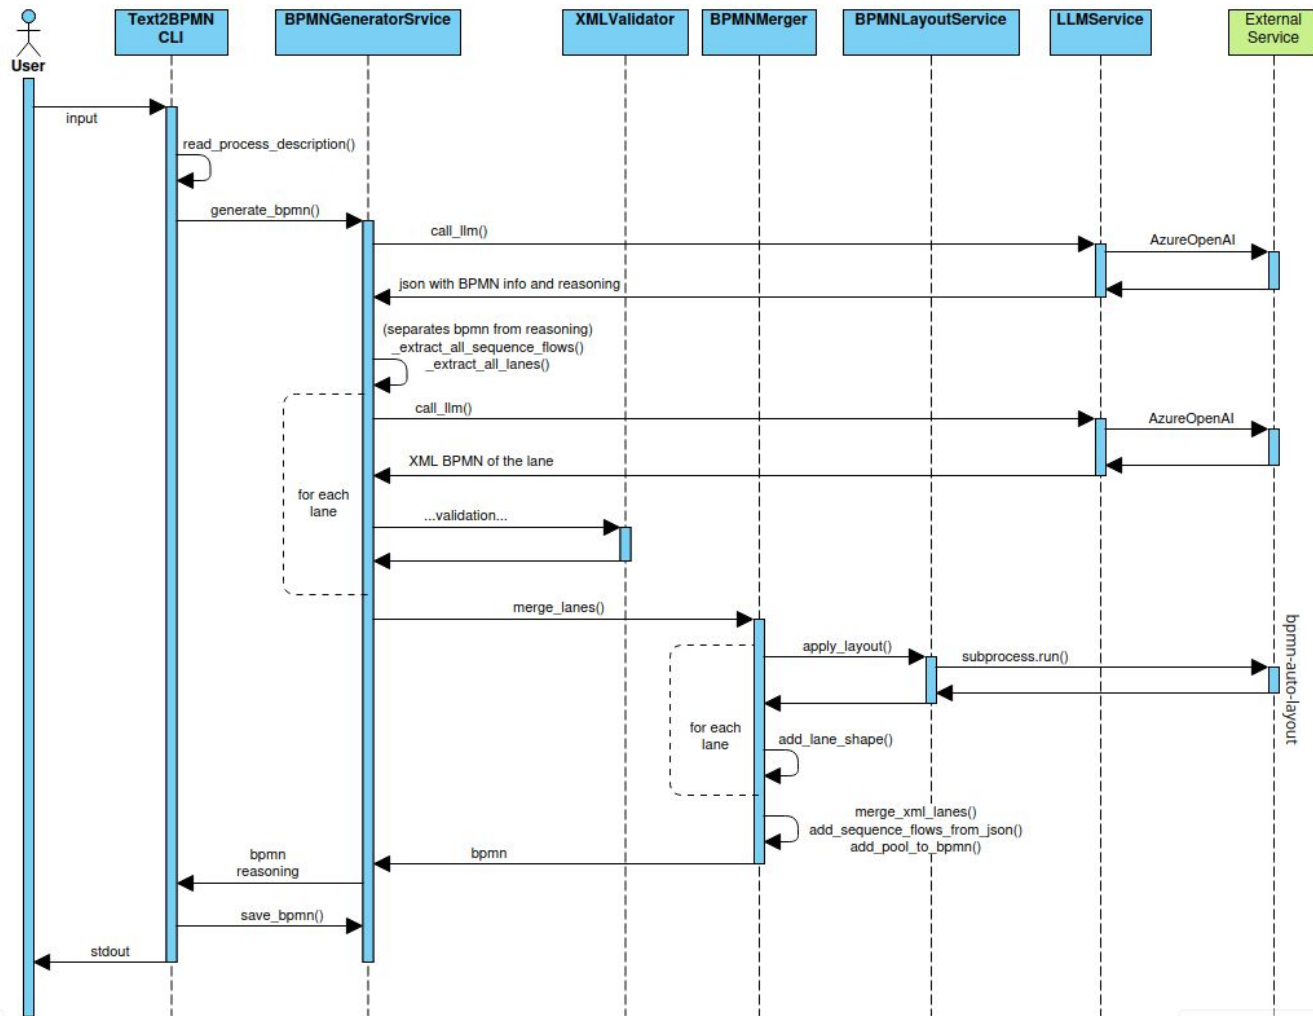 User
Text2BPMN
CLI
BPMNGeneratorSrvice
XMLValidator
BPMNMerger
BPMNLayoutService
LLMService
External
Service
input
read_process_description()
generate_bpmn()
call_llm()
AzureOpenAI
json with BPMN info and reasoning
(separates bpmn from reasoning)
_extract_all_sequence_flows()
_extract_all_lanes()
call_llm()
AzureOpenAI
XML BPMN of the lane
for each
lane
...validation...
merge_lanes()
apply_layout()
subprocess.run()
bpmn-auto-layout
for each
lane
add_lane_shape()
merge_xml_lanes()
add_sequence_flows_from_json()
add_pool_to_bpmn()
bpmn
bpmn
reasoning
save_bpmn()
stdout